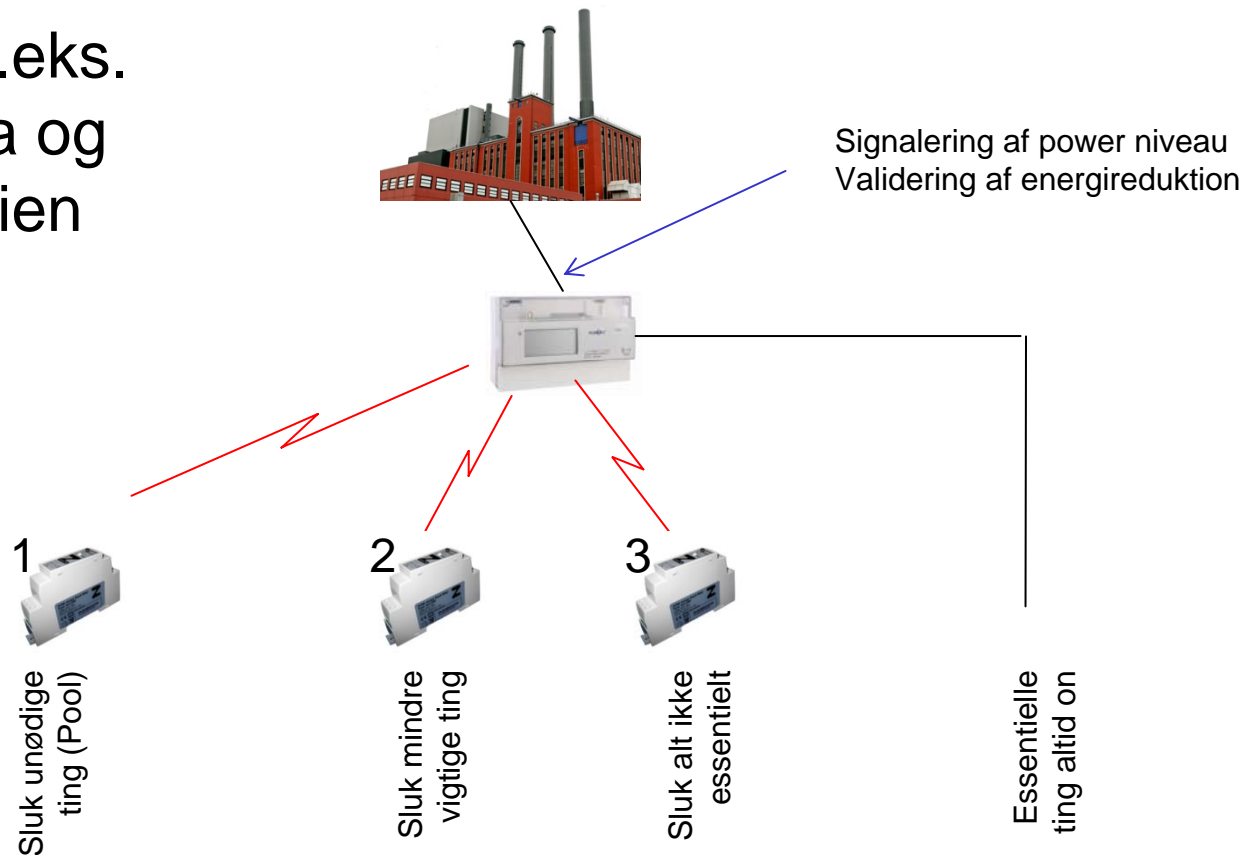 .eks.
a og
ien
Signalering af power niveau
Validering af energireduktion
1
2
3
Sluk unødige
ting (Pool)
Sluk mindre
vigtige ting
Sluk alt ikke
essentielt
Essentielle
ting altid on